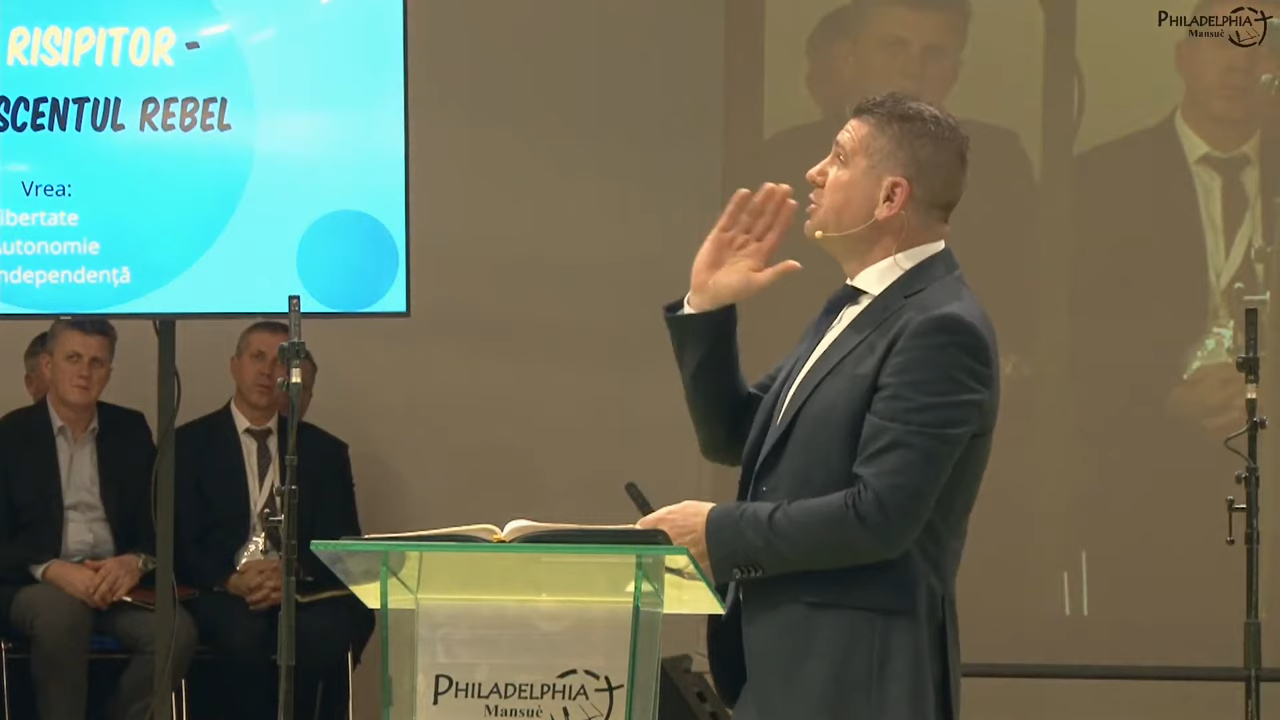 RISIPITOR -
SCENTUL REBEL
Vrea:
ibertate
utonomie
ndependență
PHILADELPHIA
Mansuè
PHILADELPHIA
Mansuè